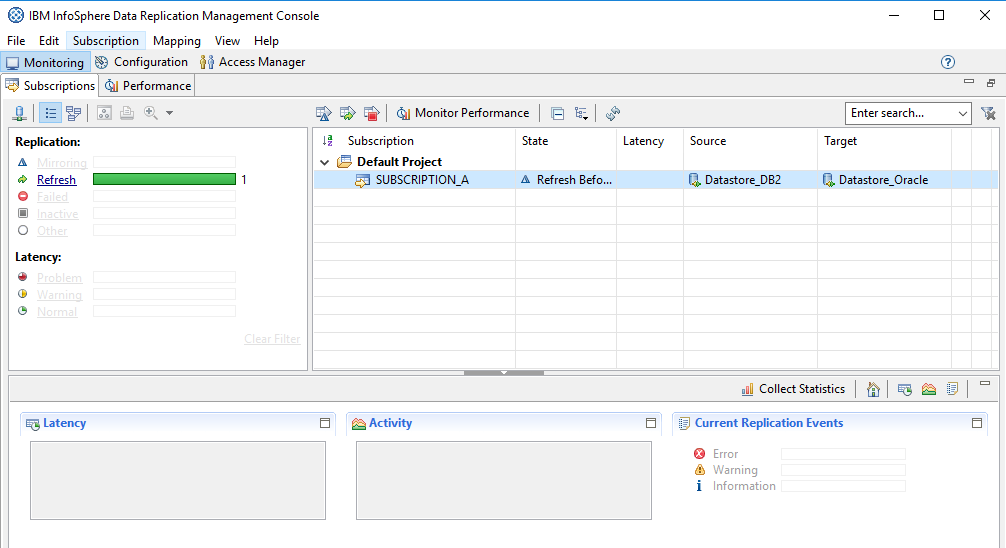 IBM InfoSphere Data Replication Management Console
File Edit Subscription Mapping View Help
Monitoring Configuration Access Manager
Subscriptions Performance
Monitor Performance Enter search...
Replication:
Mirroring
Refresh 1
Failed
Inactive
Other
Latency:
Problem
Warning
Normal
Clear Filter
Subscription State Latency Source Target
Default Project
SUBSCRIPTION_A Refresh Befo... Datastore_DB2 Datastore_Oracle
Collect Statistics
Latency
Activity
Current Replication Events
Error
Warning
Information